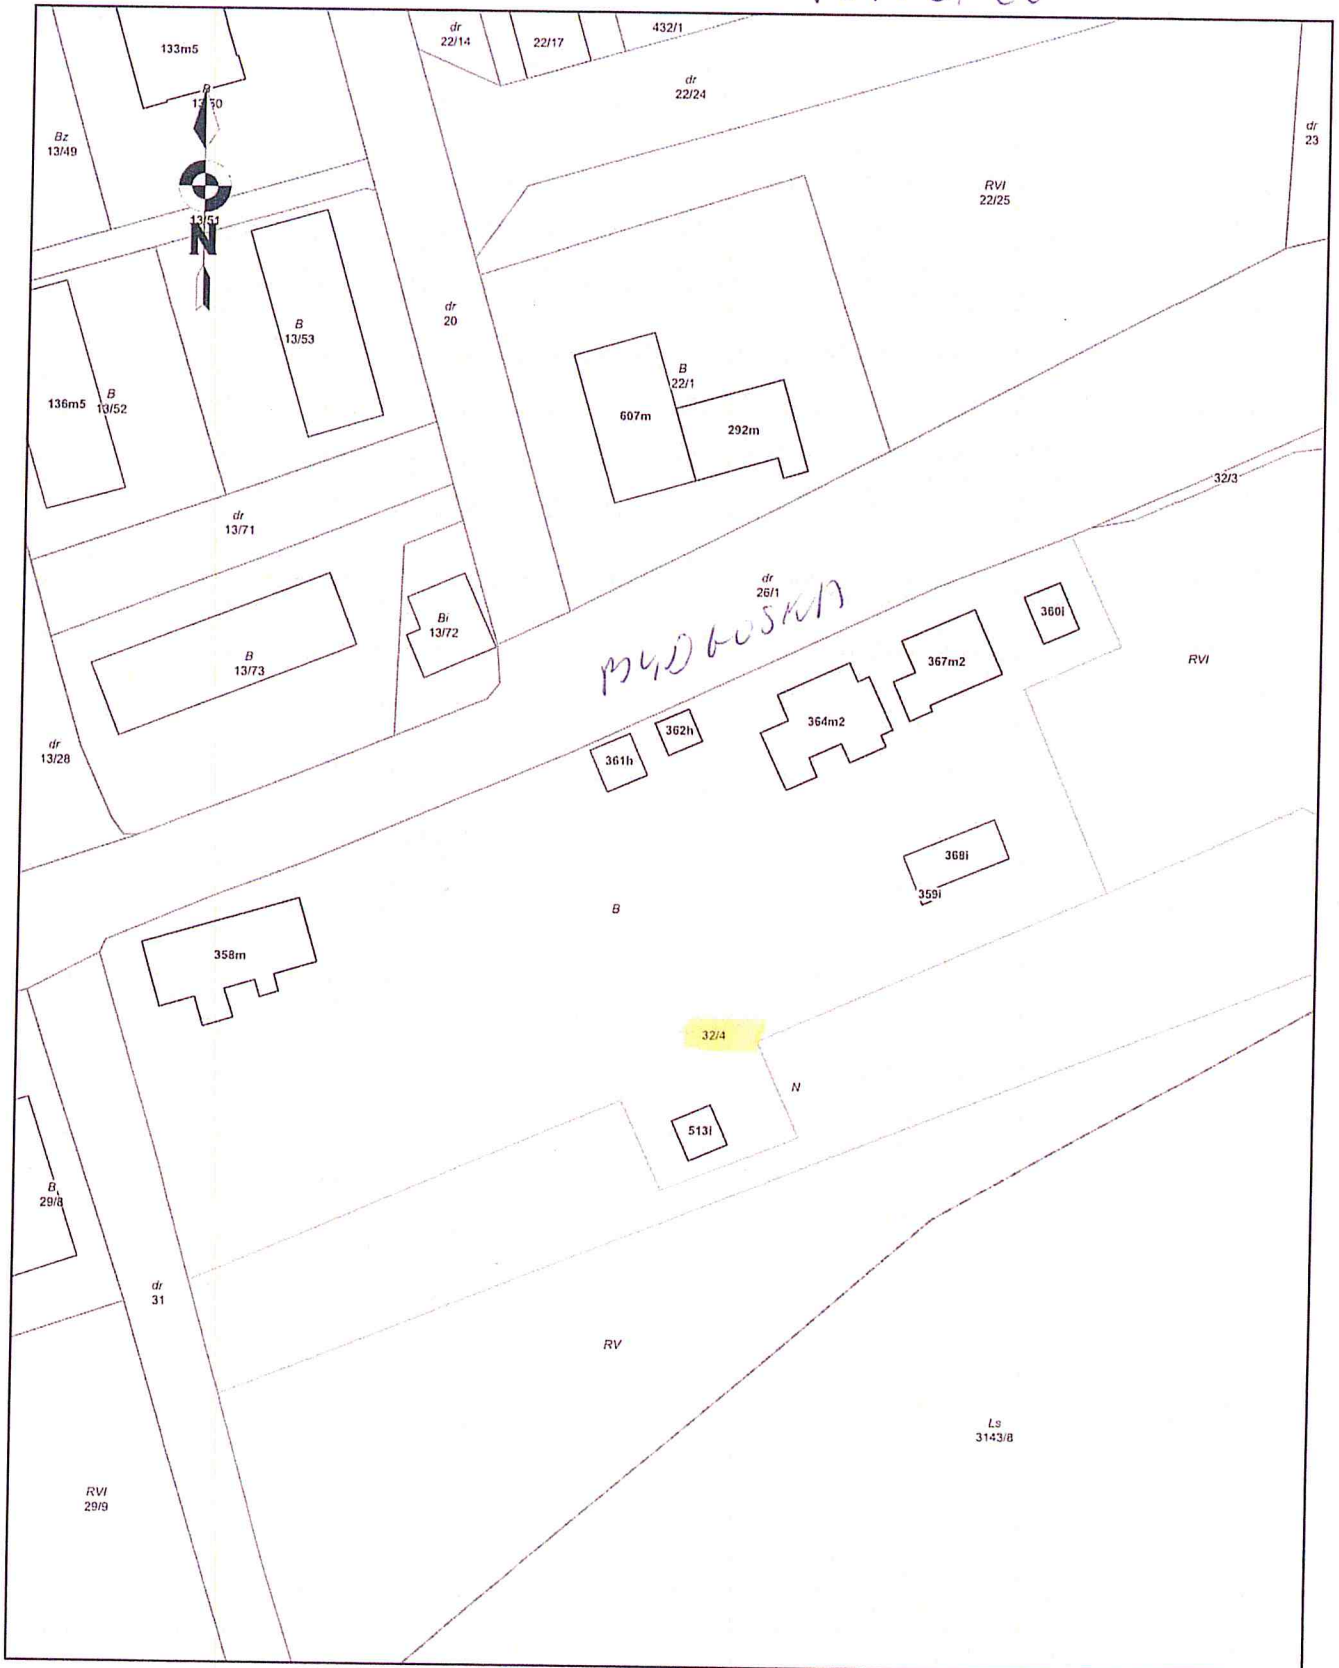 133m5
dr
22/14
22/17
432/1
dr
22/24
dr
23
B
13/50
Bz
13/49
RVI
22/25
13/51
N
dr
20
B
13/53
B
22/1
136m5
B
13/52
607m
292m
32/3
dr
13/71
dr
26/1
BYDGOSKA
360i
Bi
13/72
367m2
RVI
B
13/73
364m2
362h
361h
dr
13/28
368i
359i
B
358m
32/4
N
513i
B
29/8
dr
31
RV
Ls
3143/8
RVI
29/9